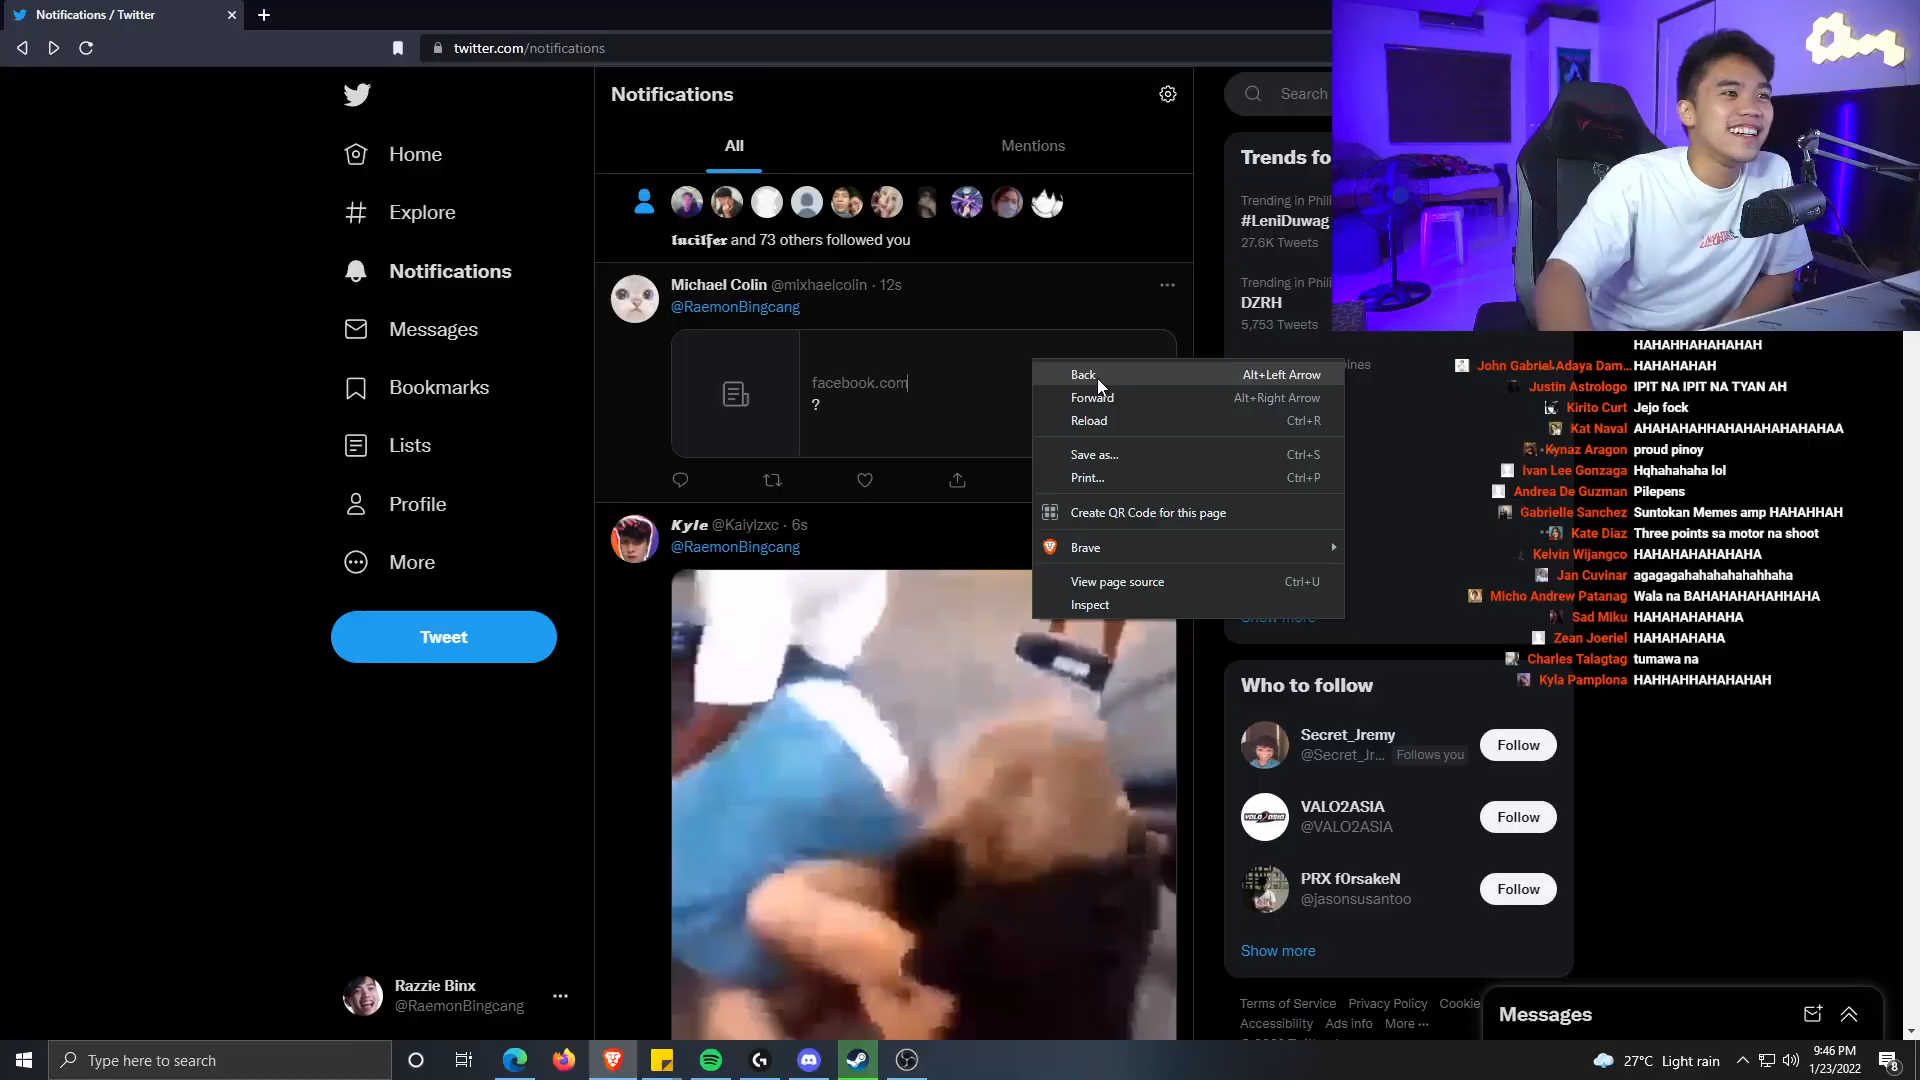 Notifications / Twitter
twitter.com/notifications
Home
Explore
Notifications
Messages
Bookmarks
Lists
Profile
More
Tweet
Razzie Binx
@RaemonBingcang
Notifications
All
Mentions
lucilfer and 73 others followed you
Michael Colin @mixhaelcolin · 12s
@RaemonBingcang
facebook.com
?
Kyle @Kaiylzxc · 6s
@RaemonBingcang
Back Alt+Left Arrow
Forward Alt+Right Arrow
Reload Ctrl+R
Save as... Ctrl+S
Print... Ctrl+P
Create QR Code for this page
Brave
View page source Ctrl+U
Inspect
Search
Trends fo
Trending in Phili
#LeniDuwag
27.6K Tweets
Trending in Phili
DZRH
5,753 Tweets
ines
Show more
Who to follow
Secret_Jremy
@Secret_Jr... Follows you
Follow
VALO2ASIA
@VALO2ASIA
Follow
PRX f0rsakeN
@jasonsusantoo
Follow
Show more
Terms of Service Privacy Policy Cookie
Accessibility Ads info More ...
Messages
HAHAHHAHAHAHAH
John Gabriel Adaya Dam... HAHAHAHAH
Justin Astrologo IPIT NA IPIT NA TYAN AH
Kirito Curt Jejo fock
Kat Naval AHAHAHAHHAHAHAHAHAHAHAA
Kynaz Aragon proud pinoy
Ivan Lee Gonzaga Hqhahahaha lol
Andrea De Guzman Pilepens
Gabrielle Sanchez Suntokan Memes amp HAHAHHAH
Kate Diaz Three points sa motor na shoot
Kelvin Wijangco HAHAHAHAHAHAHA
Jan Cuvinar agagagahahahahahahhaha
Micho Andrew Patanag Wala na BAHAHAHAHAHHAHA
Sad Miku HAHAHAHAHAHA
Zean Joeriel HAHAHAHAHA
Charles Talagtag tumawa na
Kyla Pamplona HAHHAHHAHAHAHAH
Type here to search
27°C Light rain
9:46 PM
1/23/2022
8